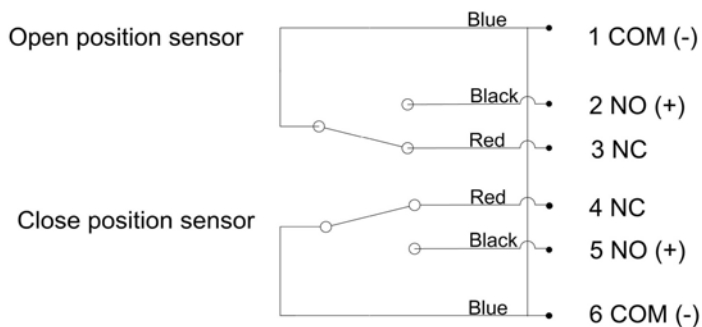 Open position sensor
Blue
1 COM (-)
Black
2 NO (+)
Red
3 NC
Close position sensor
Red
4 NC
Black
5 NO (+)
Blue
6 COM (-)